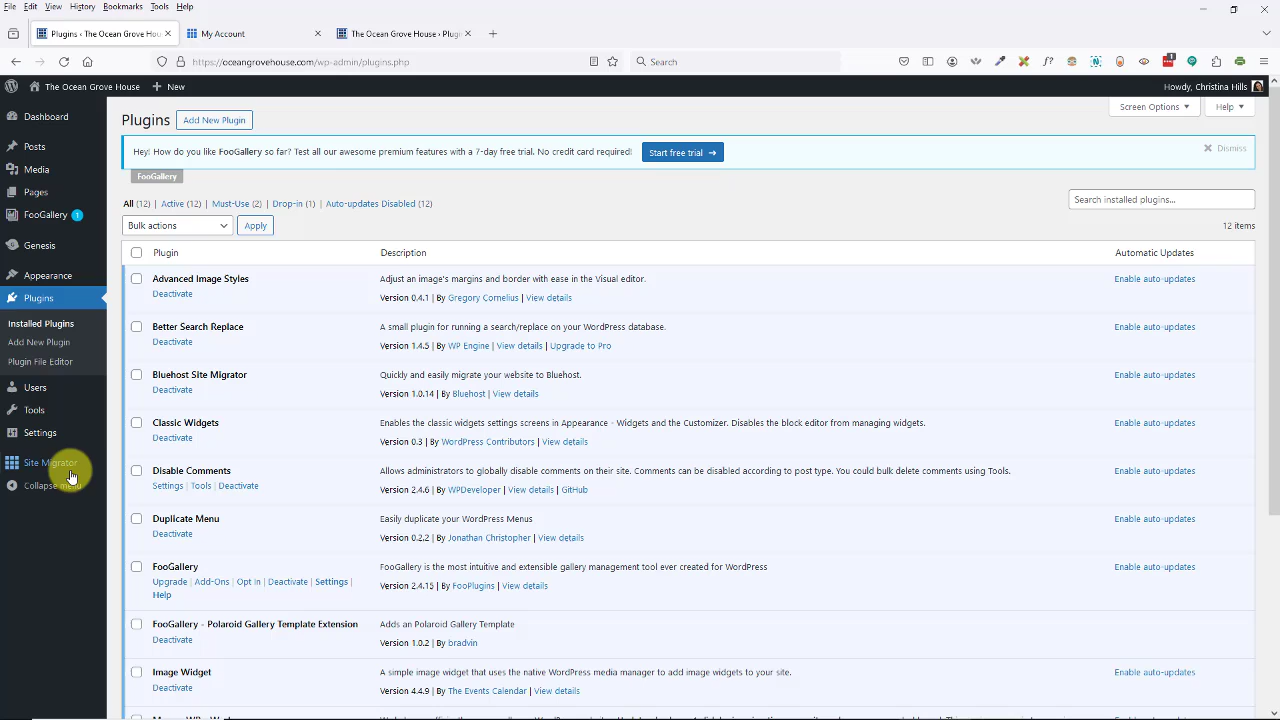 File Edit View History Bookmarks Tools Help
Plugins ‹ The Ocean Grove Hous
My Account
The Ocean Grove House › Plugi
https://oceangrovehouse.com/wp-admin/plugins.php
Search
The Ocean Grove House
New
Howdy, Christina Hills
Dashboard
Posts
Media
Pages
FooGallery 1
Genesis
Appearance
Plugins
Installed Plugins
Add New Plugin
Plugin File Editor
Users
Tools
Settings
Site Migrator
Collapse menu
Screen Options
Help
Plugins
Add New Plugin
Hey! How do you like FooGallery so far? Test all our awesome premium features with a 7-day free trial. No credit card required!
Start free trial →
Dismiss
FooGallery
All (12) | Active (12) | Must-Use (2) | Drop-in (1) | Auto-updates Disabled (12)
Search installed plugins...
Bulk actions
Apply
12 items
Plugin Description Automatic Updates
Advanced Image Styles Adjust an image's margins and border with ease in the Visual editor. Enable auto-updates
Deactivate Version 0.4.1 | By Gregory Cornelius | View details
Better Search Replace A small plugin for running a search/replace on your WordPress database. Enable auto-updates
Deactivate Version 1.4.5 | By WP Engine | View details | Upgrade to Pro
Bluehost Site Migrator Quickly and easily migrate your website to Bluehost. Enable auto-updates
Deactivate Version 1.0.14 | By Bluehost | View details
Classic Widgets Enables the classic widgets settings screens in Appearance - Widgets and the Customizer. Disables the block editor from managing widgets. Enable auto-updates
Deactivate Version 0.3 | By WordPress Contributors | View details
Disable Comments Allows administrators to globally disable comments on their site. Comments can be disabled according to post type. You could bulk delete comments using Tools. Enable auto-updates
Settings | Tools | Deactivate Version 2.4.6 | By WPDeveloper | View details | GitHub
Duplicate Menu Easily duplicate your WordPress Menus Enable auto-updates
Deactivate Version 0.2.2 | By Jonathan Christopher | View details
FooGallery FooGallery is the most intuitive and extensible gallery management tool ever created for WordPress Enable auto-updates
Upgrade | Add-Ons | Opt In | Deactivate | Settings | Version 2.4.15 | By FooPlugins | View details
Help
FooGallery - Polaroid Gallery Template Extension Adds an Polaroid Gallery Template
Deactivate Version 1.0.2 | By bradvin
Image Widget A simple image widget that uses the native WordPress media manager to add image widgets to your site. Enable auto-updates
Deactivate Version 4.4.9 | By The Events Calendar | View details